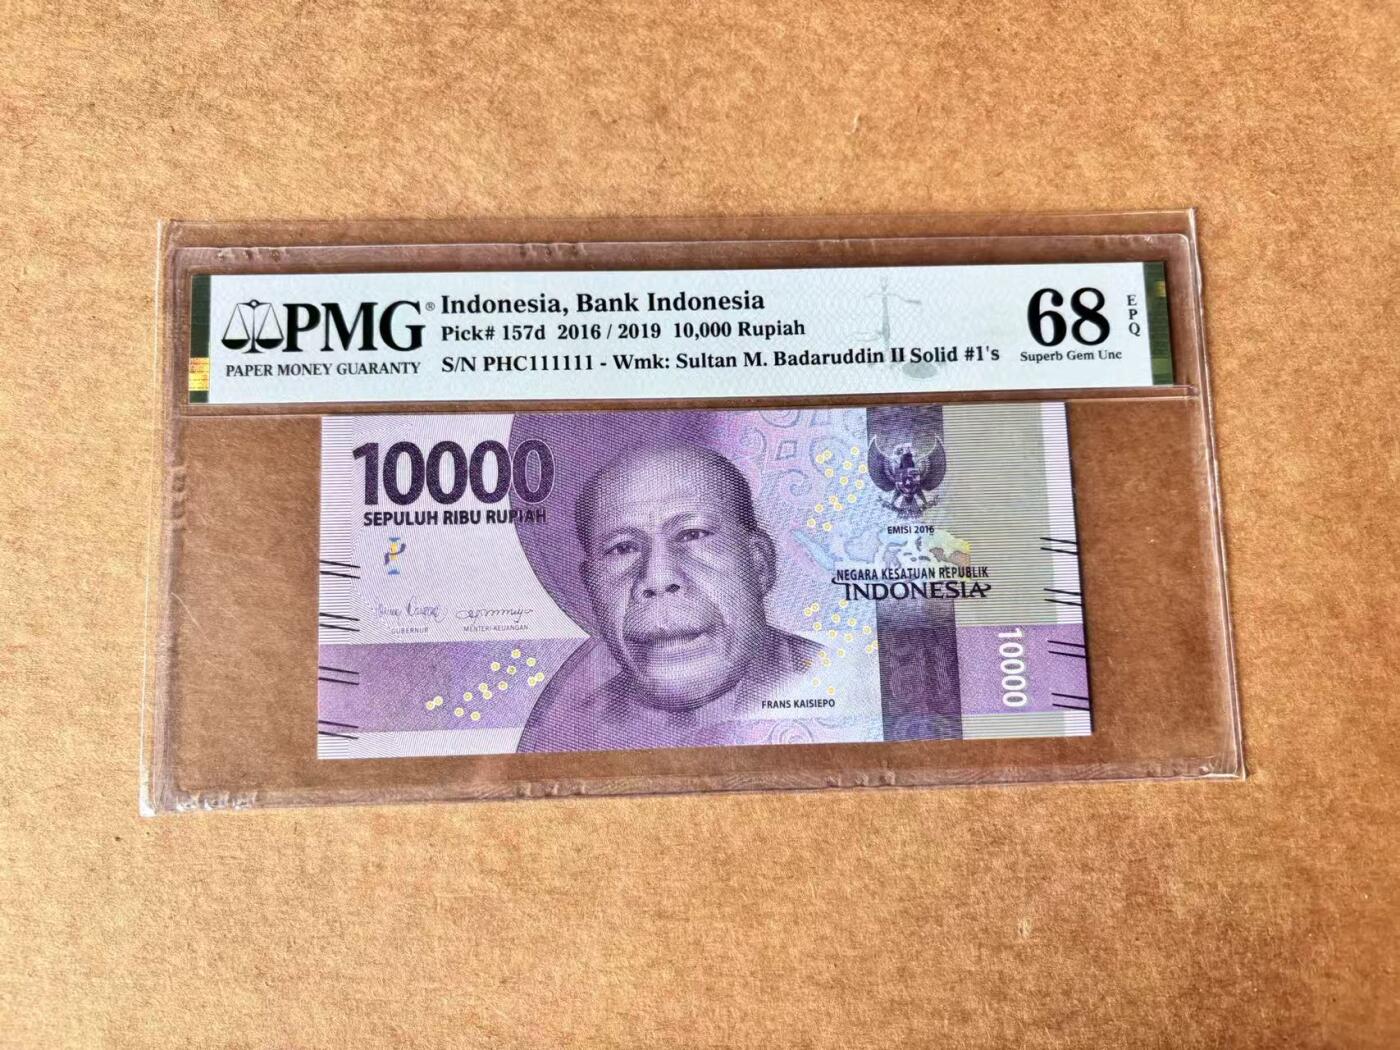 PMG®
PAPER MONEY GUARANTY
Indonesia, Bank Indonesia
Pick# 157d 2016 / 2019 10,000 Rupiah
S/N PHC111111 - Wmk: Sultan M. Badaruddin II Solid #1's
68
EPQ
Superb Gem Unc
10000
SEPULUH RIBU RUPIAH
GUBERNUR
MENTERI KEUANGAN
FRANS KAISIEPO
EMISI 2016
NEGARA KESATUAN REPUBLIK
INDONESIA
10000